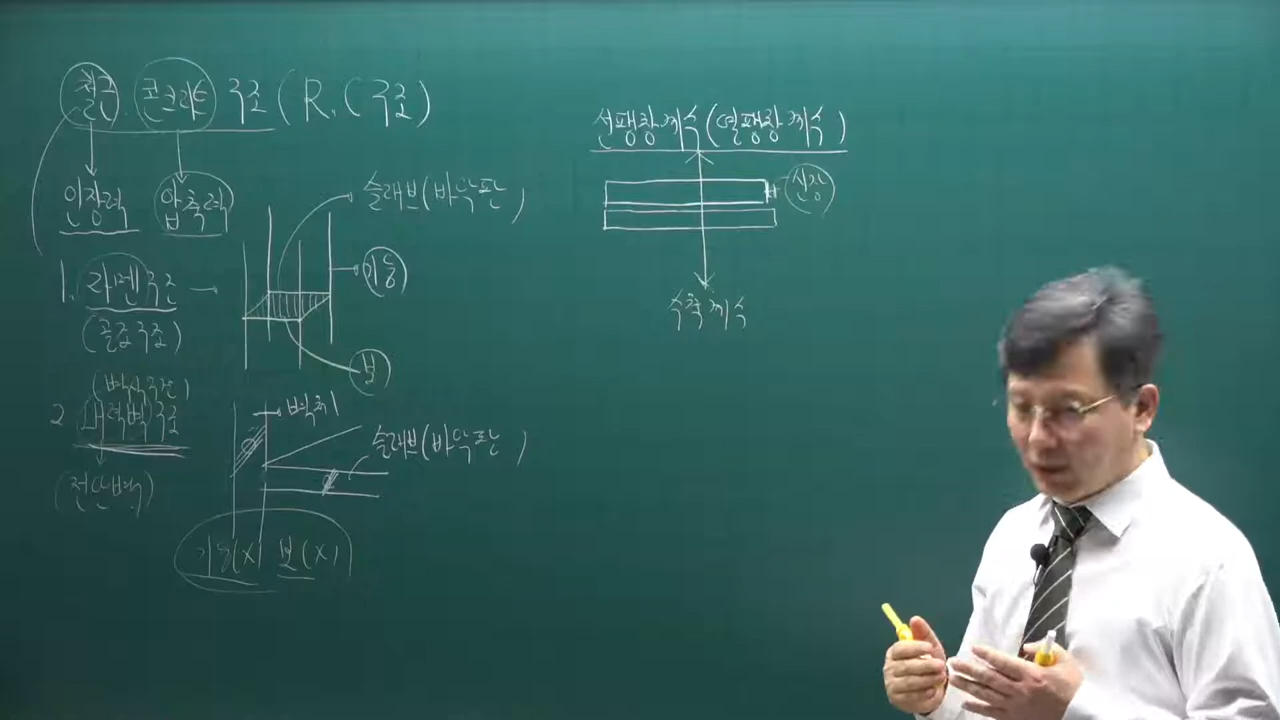 철근 콘크리트 구조 (R.C 구조)
인장력 압축력
슬래브(바닥판)
기둥
1. 라멘구조 →
(골조구조)
보
(벽식구조)
2 내력벽구조
벽체
슬래브(바닥판)
(전단벽)
기둥(x) 보(x)
선팽창계수(열팽창계수)
신장
수축계수